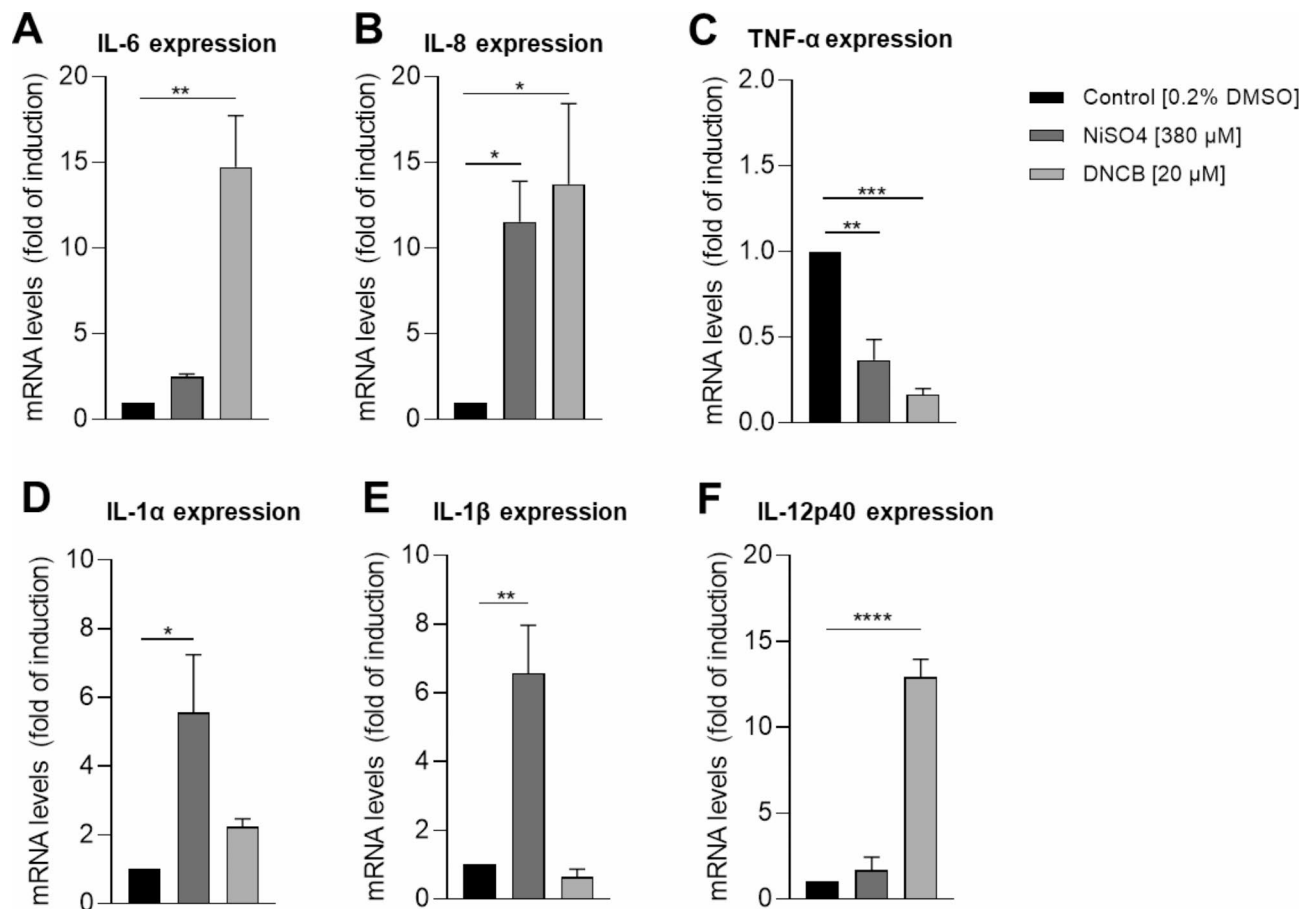 A
IL-6 expression
mRNA levels (fold of induction)
20
15
10
5
0
**
B
IL-8 expression
mRNA levels (fold of induction)
20
15
10
5
0
*
*
C
TNF-α expression
mRNA levels (fold of induction)
2.0
1.5
1.0
0.5
0.0
***
**
Control [0.2% DMSO]
NiSO4 [380 µM]
DNCB [20 µM]
D
IL-1α expression
mRNA levels (fold of induction)
10
8
6
4
2
0
*
E
IL-1β expression
mRNA levels (fold of induction)
10
8
6
4
2
0
**
F
IL-12p40 expression
mRNA levels (fold of induction)
20
15
10
5
0
****